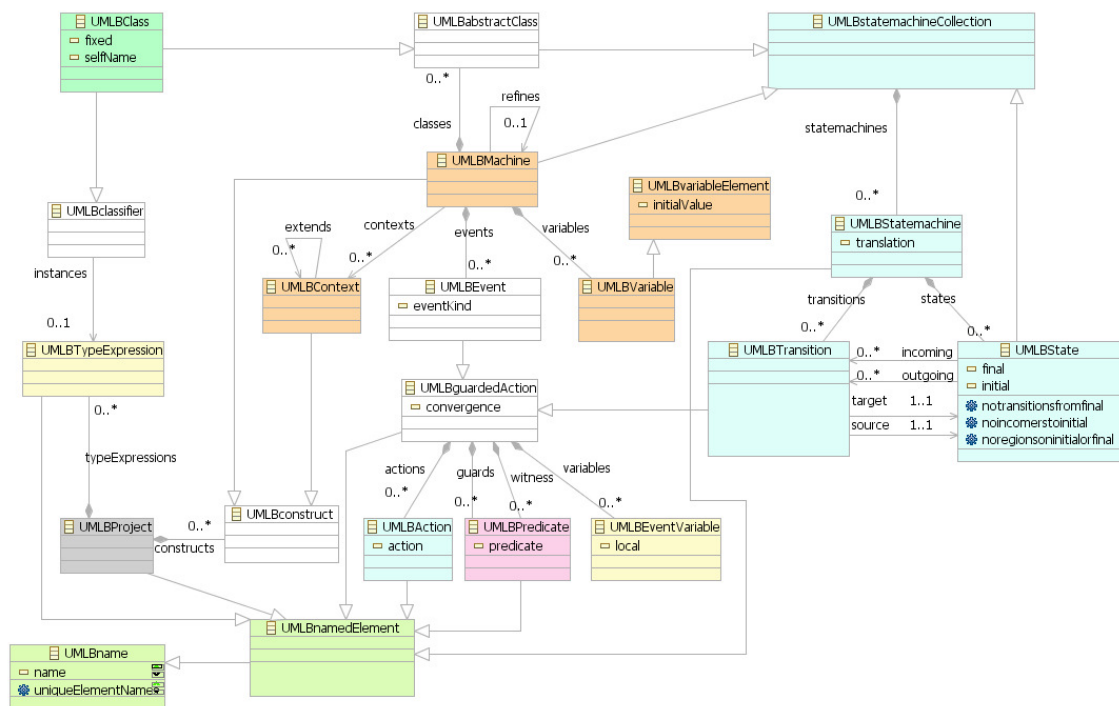 UMLBClass
fixed
selfName
UMLBabstractClass
UMLBstatemachineCollection
0..*
refines
0..1
classes
statemachines
UMLBMachine
UMLBvariableElement
initialValue
UMLBclassifier
0..*
UMLBStatemachine
translation
extends
contexts
events
variables
0..*
0..*
0..*
0..*
instances
UMLBContext
UMLBEvent
eventKind
UMLBVariable
transitions
states
0..1
0..*
0..*
UMLBTypeExpression
UMLBTransition
0..*
incoming
UMLBState
final
initial
0..*
outgoing
UMLBguardedAction
convergence
target
1..1
notransitionsfromfinal
noincomerstoinitial
noregionsoninitialorfinal
source
1..1
0..*
typeExpressions
actions
guards
witness
variables
0..*
0..*
0..*
0..*
UMLBProject
0..*
constructs
UMLBconstruct
UMLBAction
action
UMLBPredicate
predicate
UMLBEventVariable
local
UMLBnamedElement
UMLBname
name
uniqueElementNames